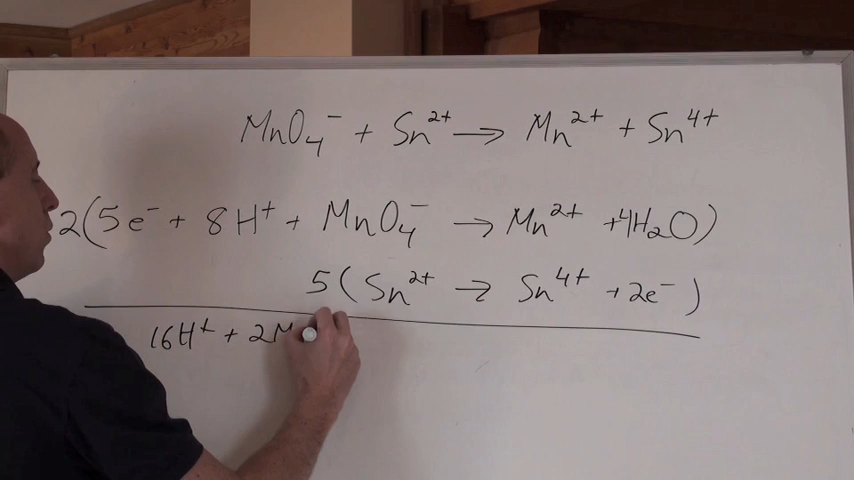 MnO₄⁻ + Sn²⁺ → Mn²⁺ + Sn⁴⁺
2(5e⁻ + 8H⁺ + MnO₄⁻ → Mn²⁺ + 4H₂O)
5(Sn²⁺ → Sn⁴⁺ + 2e⁻)
16H⁺ + 2M